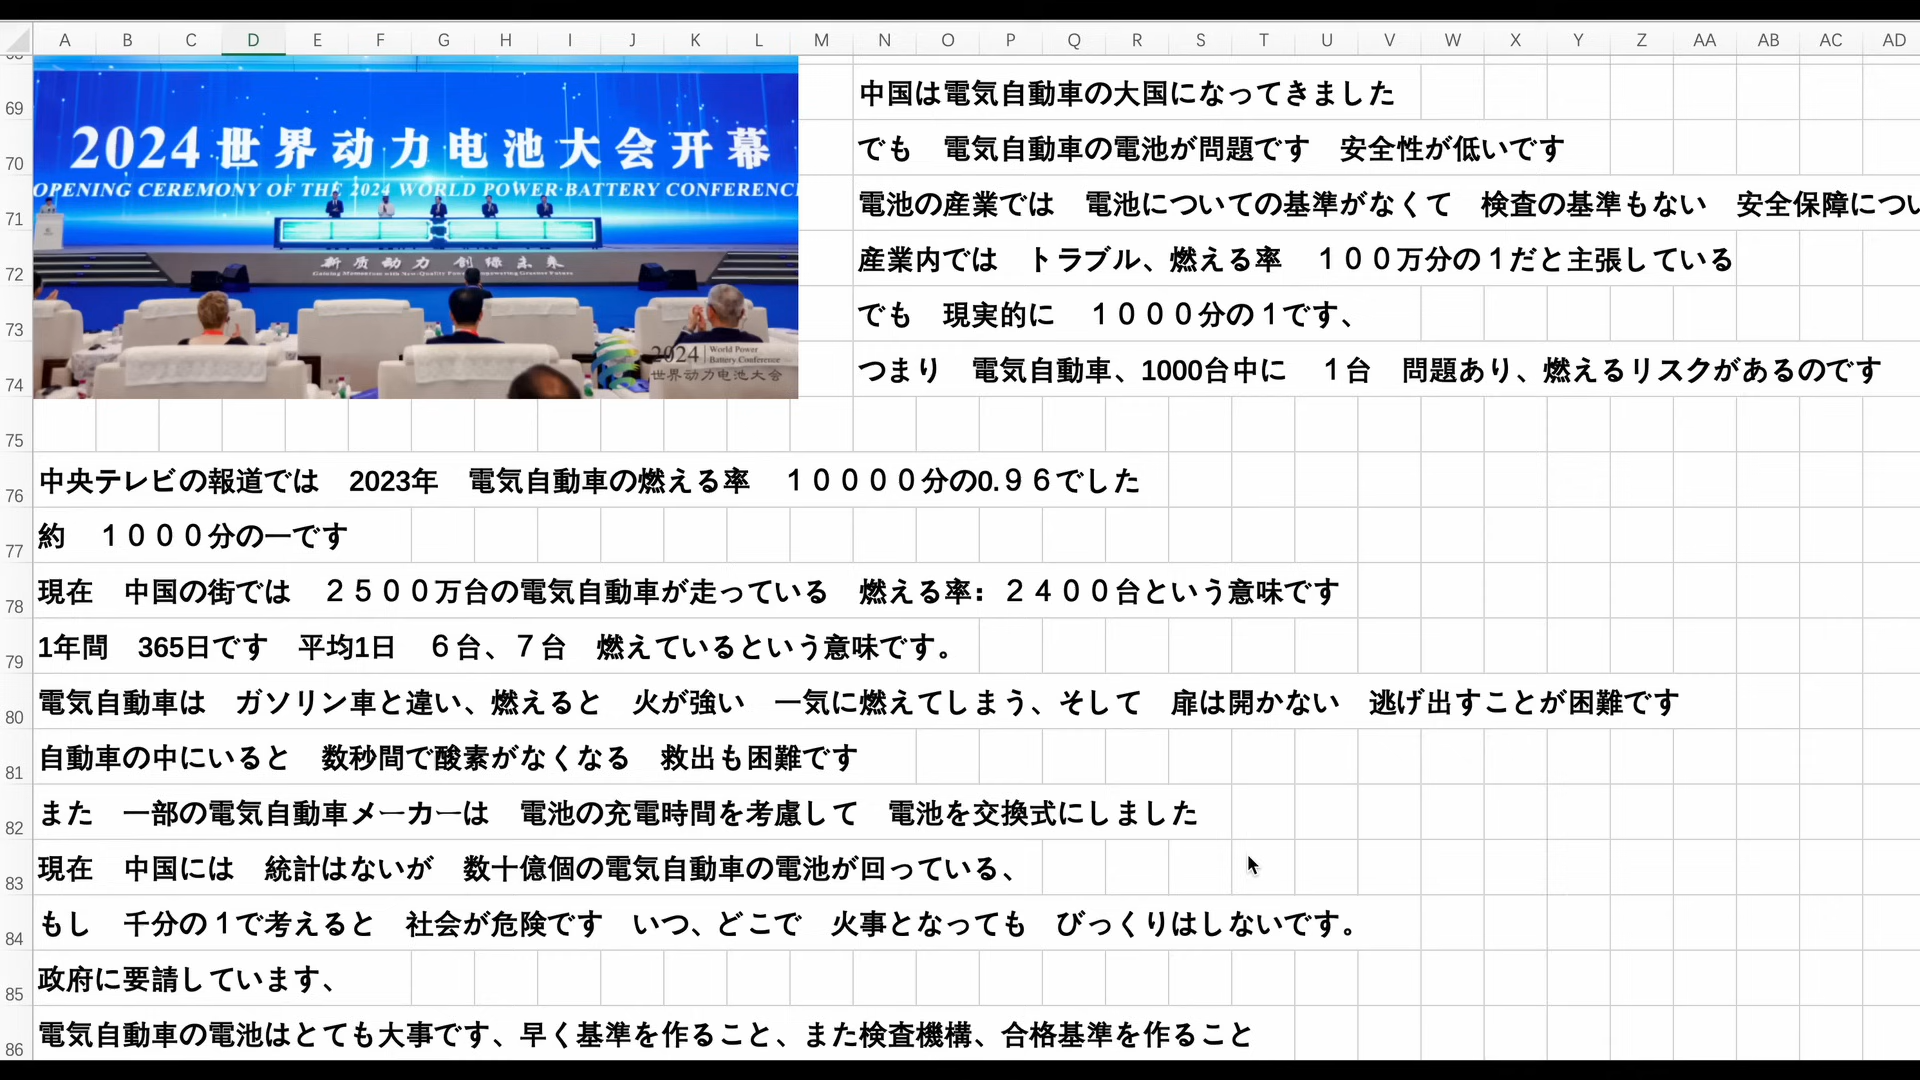 A B C D E F G H I J K L M N O P Q R S T U V W X Y Z AA AB AC AD
2024世界动力电池大会开幕
OPENING CEREMONY OF THE 2024 WORLD POWER BATTERY CONFERENC
新质动力 创绿未来
2024 World Power Battery Conference
世界动力电池大会
69 中国は電気自動車の大国になってきました
70 でも　電気自動車の電池が問題です　安全性が低いです
71 電池の産業では　電池についての基準がなくて　検査の基準もない　安全保障につい
72 産業内では　トラブル、燃える率　１００万分の１だと主張している
73 でも　現実的に　１０００分の１です、
74 つまり　電気自動車、1000台中に　１台　問題あり、燃えるリスクがあるのです
75
76 中央テレビの報道では　2023年　電気自動車の燃える率　１００００分の0.９６でした
77 約　１０００分の一です
78 現在　中国の街では　２５００万台の電気自動車が走っている　燃える率：２４００台という意味です
79 1年間　365日です　平均1日　６台、７台　燃えているという意味です。
80 電気自動車は　ガソリン車と違い、燃えると　火が強い　一気に燃えてしまう、そして　扉は開かない　逃げ出すことが困難です
81 自動車の中にいると　数秒間で酸素がなくなる　救出も困難です
82 また　一部の電気自動車メーカーは　電池の充電時間を考慮して　電池を交換式にしました
83 現在　中国には　統計はないが　数十億個の電気自動車の電池が回っている、
84 もし　千分の１で考えると　社会が危険です　いつ、どこで　火事となっても　びっくりはしないです。
85 政府に要請しています、
86 電気自動車の電池はとても大事です、早く基準を作ること、また検査機構、合格基準を作ること